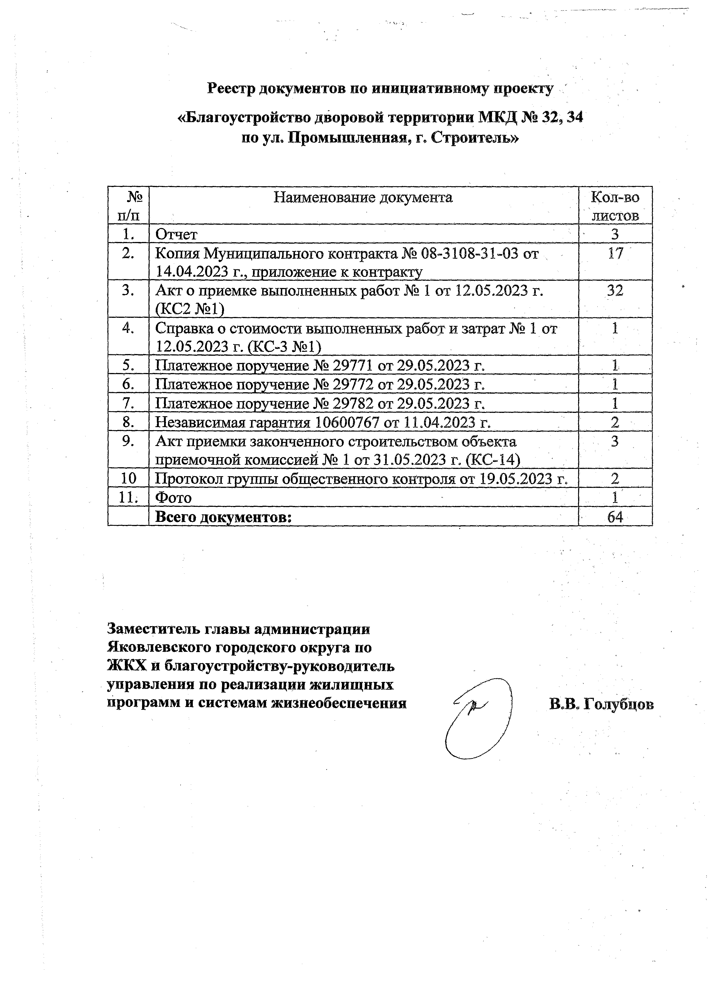 Реестр документов по инициативному проекту
«Благоустройство дворовой территории МКД № 32, 34
по ул. Промышленная, г. Строитель»
№ п/п Наименование документа Кол-во листов
1. Отчет 3
2. Копия Муниципального контракта № 08-3108-31-03 от 17
14.04.2023 г., приложение к контракту
3. Акт о приемке выполненных работ № 1 от 12.05.2023 г. 32
(КС2 №1)
4. Справка о стоимости выполненных работ и затрат № 1 от 1
12.05.2023 г. (КС-3 №1)
5. Платежное поручение № 29771 от 29.05.2023 г. 1
6. Платежное поручение № 29772 от 29.05.2023 г. 1
7. Платежное поручение № 29782 от 29.05.2023 г. 1
8. Независимая гарантия 10600767 от 11.04.2023 г. 2
9. Акт приемки законченного строительством объекта 3
приемочной комиссией № 1 от 31.05.2023 г. (КС-14)
10 Протокол группы общественного контроля от 19.05.2023 г. 2
11. Фото 1
Всего документов: 64
Заместитель главы администрации
Яковлевского городского округа по
ЖКХ и благоустройству-руководитель
управления по реализации жилищных
программ и системам жизнеобеспечения В.В. Голубцов